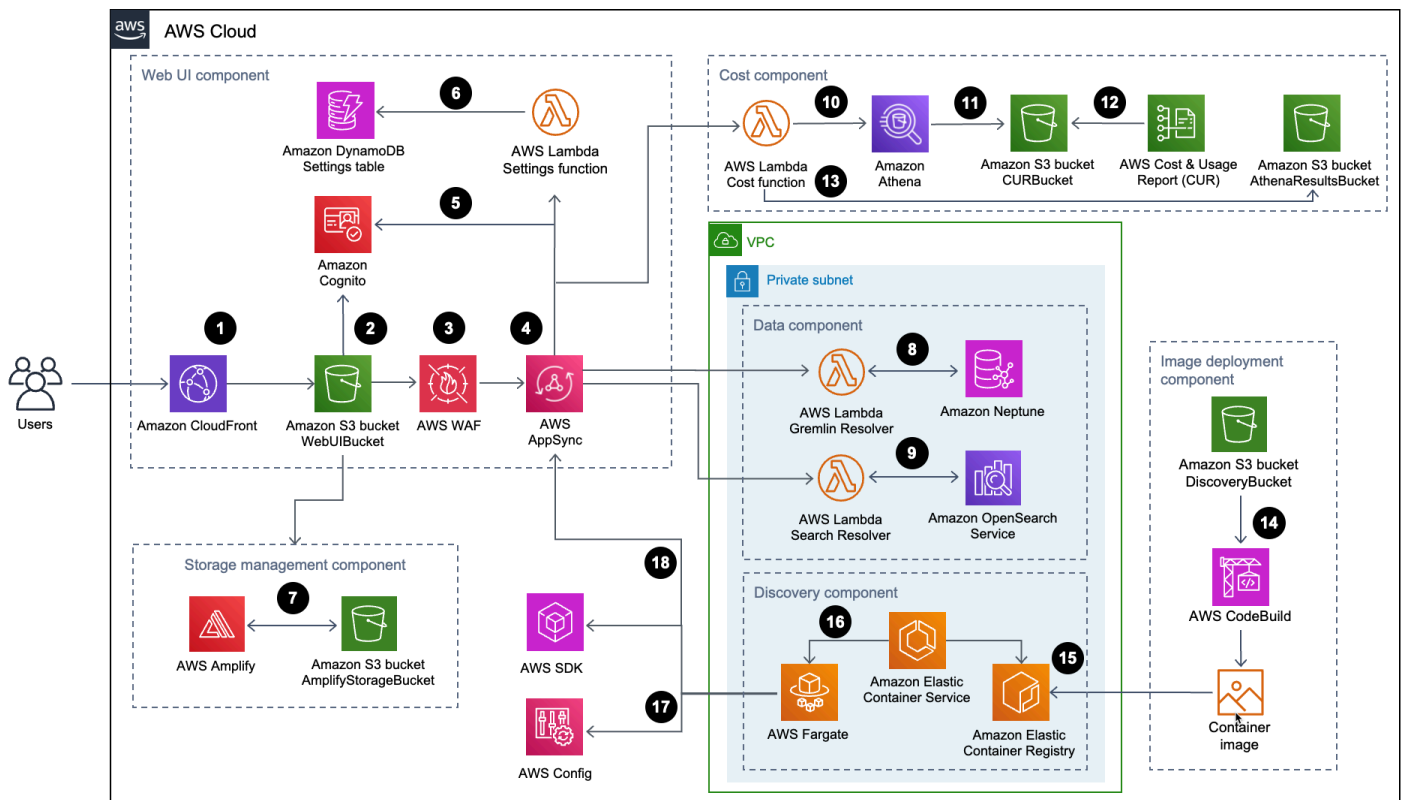 aws
AWS Cloud
Web UI component
Amazon DynamoDB
Settings table
6
AWS Lambda
Settings function
5
Amazon
Cognito
1
2
3
4
Users
Amazon CloudFront
Amazon S3 bucket
WebUIBucket
AWS WAF
AWS
AppSync
Cost component
10
11
12
AWS Lambda
Cost function
13
Amazon
Athena
Amazon S3 bucket
CURBucket
AWS Cost & Usage
Report (CUR)
Amazon S3 bucket
AthenaResultsBucket
VPC
Private subnet
Data component
8
AWS Lambda
Gremlin Resolver
Amazon Neptune
9
AWS Lambda
Search Resolver
Amazon OpenSearch
Service
Image deployment
component
Amazon S3 bucket
DiscoveryBucket
14
AWS CodeBuild
Container
image
Storage management component
7
AWS Amplify
Amazon S3 bucket
AmplifyStorageBucket
18
AWS SDK
17
AWS Config
Discovery component
16
15
Amazon Elastic
Container Service
AWS Fargate
Amazon Elastic
Container Registry